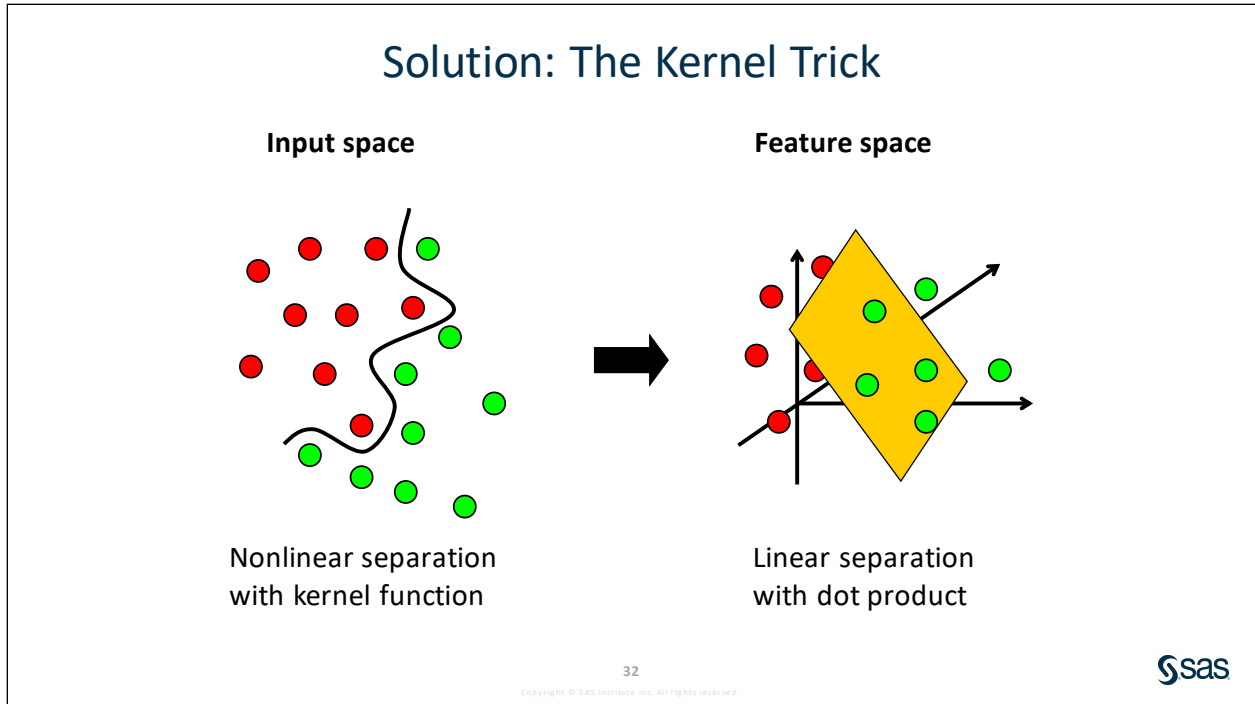 Solution: The Kernel Trick
Input space
Feature space
Nonlinear separation
with kernel function
Linear separation
with dot product
32
Copyright © SAS Institute Inc. All rights reserved.
sas